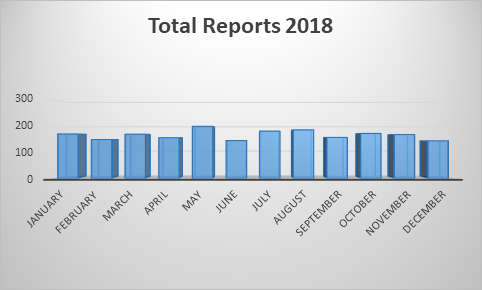 Total Reports 2018
300
200
100
0
JANUARY
FEBRUARY
MARCH
APRIL
MAY
JUNE
JULY
AUGUST
SEPTEMBER
OCTOBER
NOVEMBER
DECEMBER